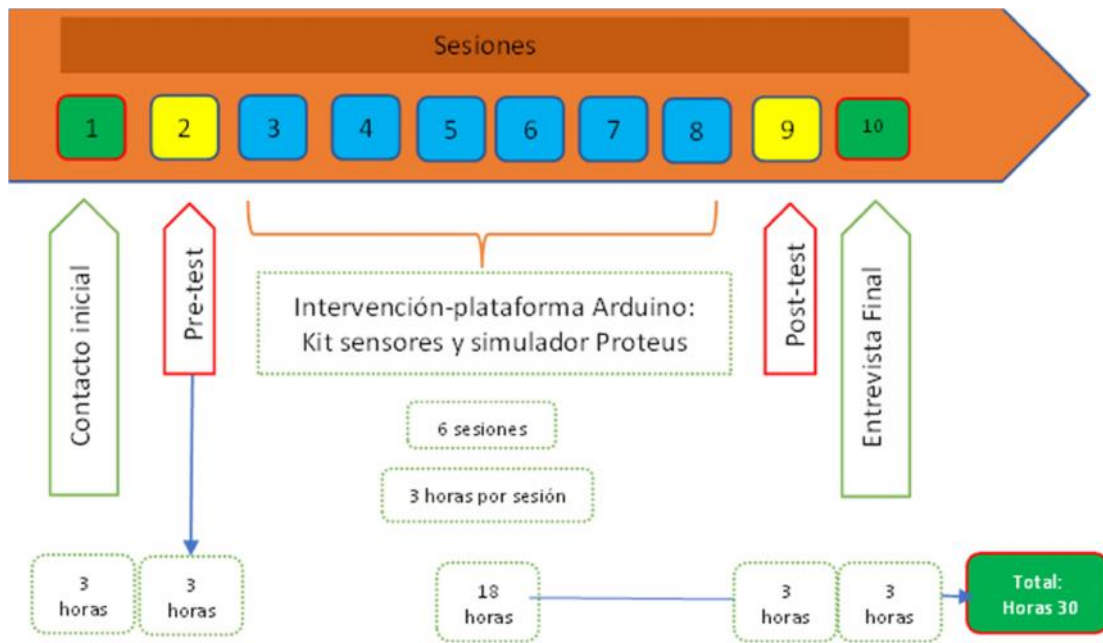 Sesiones
1
2
3
4
5
6
7
8
9
10
Contacto inicial
Pre-test
Intervención-plataforma Arduino:
Kit sensores y simulador Proteus
Post-test
Entrevista Final
6 sesiones
3 horas por sesión
3
horas
3
horas
18
horas
3
horas
3
horas
Total:
Horas 30